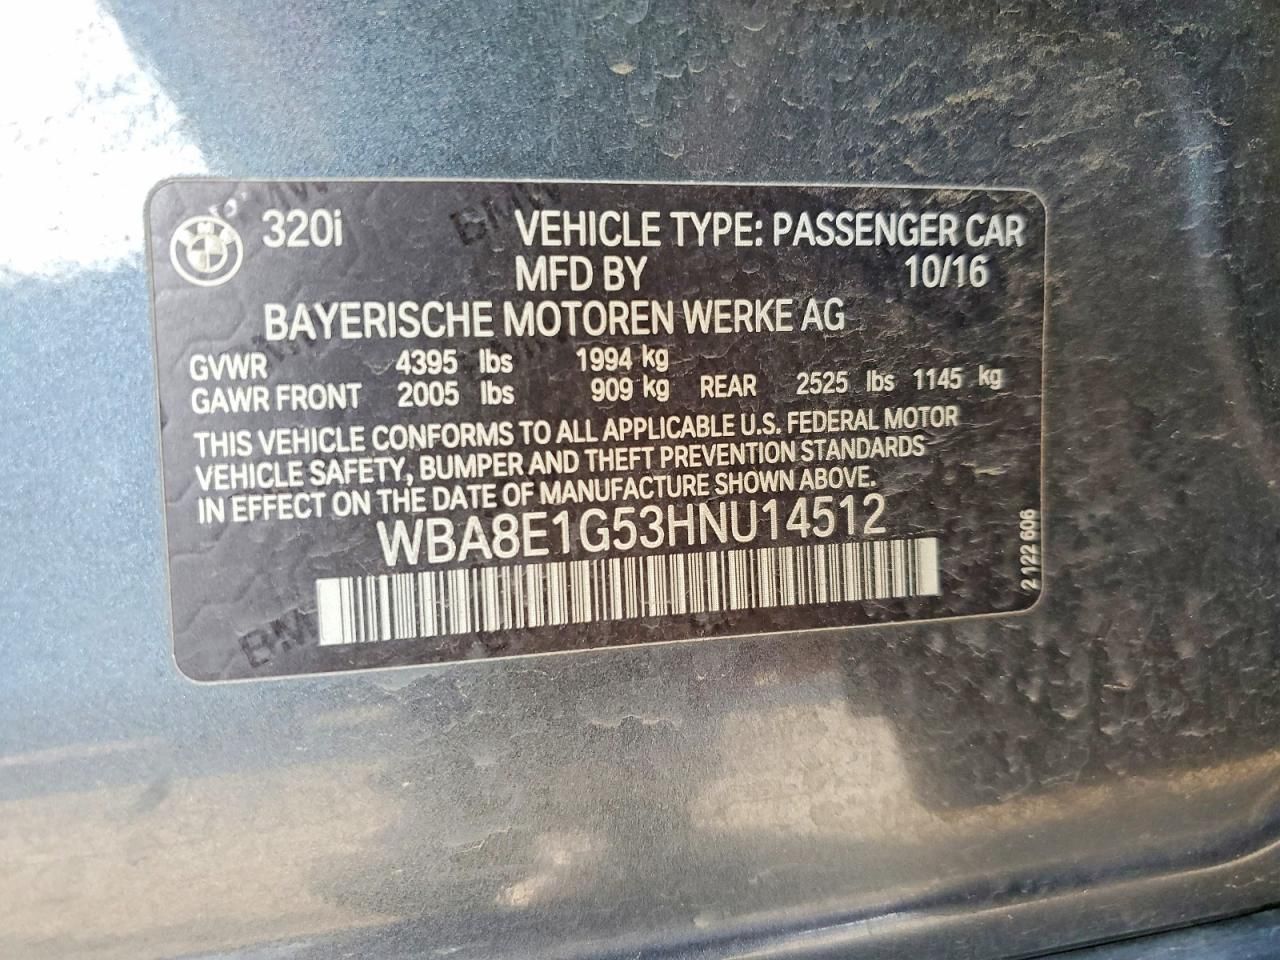 320i VEHICLE TYPE: PASSENGER CAR
MFD BY 10/16
BAYERISCHE MOTOREN WERKE AG
GVWR 4395 lbs 1994 kg
GAWR FRONT 2005 lbs 909 kg REAR 2525 lbs 1145 kg
THIS VEHICLE CONFORMS TO ALL APPLICABLE U.S. FEDERAL MOTOR
VEHICLE SAFETY, BUMPER AND THEFT PREVENTION STANDARDS
IN EFFECT ON THE DATE OF MANUFACTURE SHOWN ABOVE.
WBA8E1G53HNU14512
2 122 606
BMW
BMW
BMW